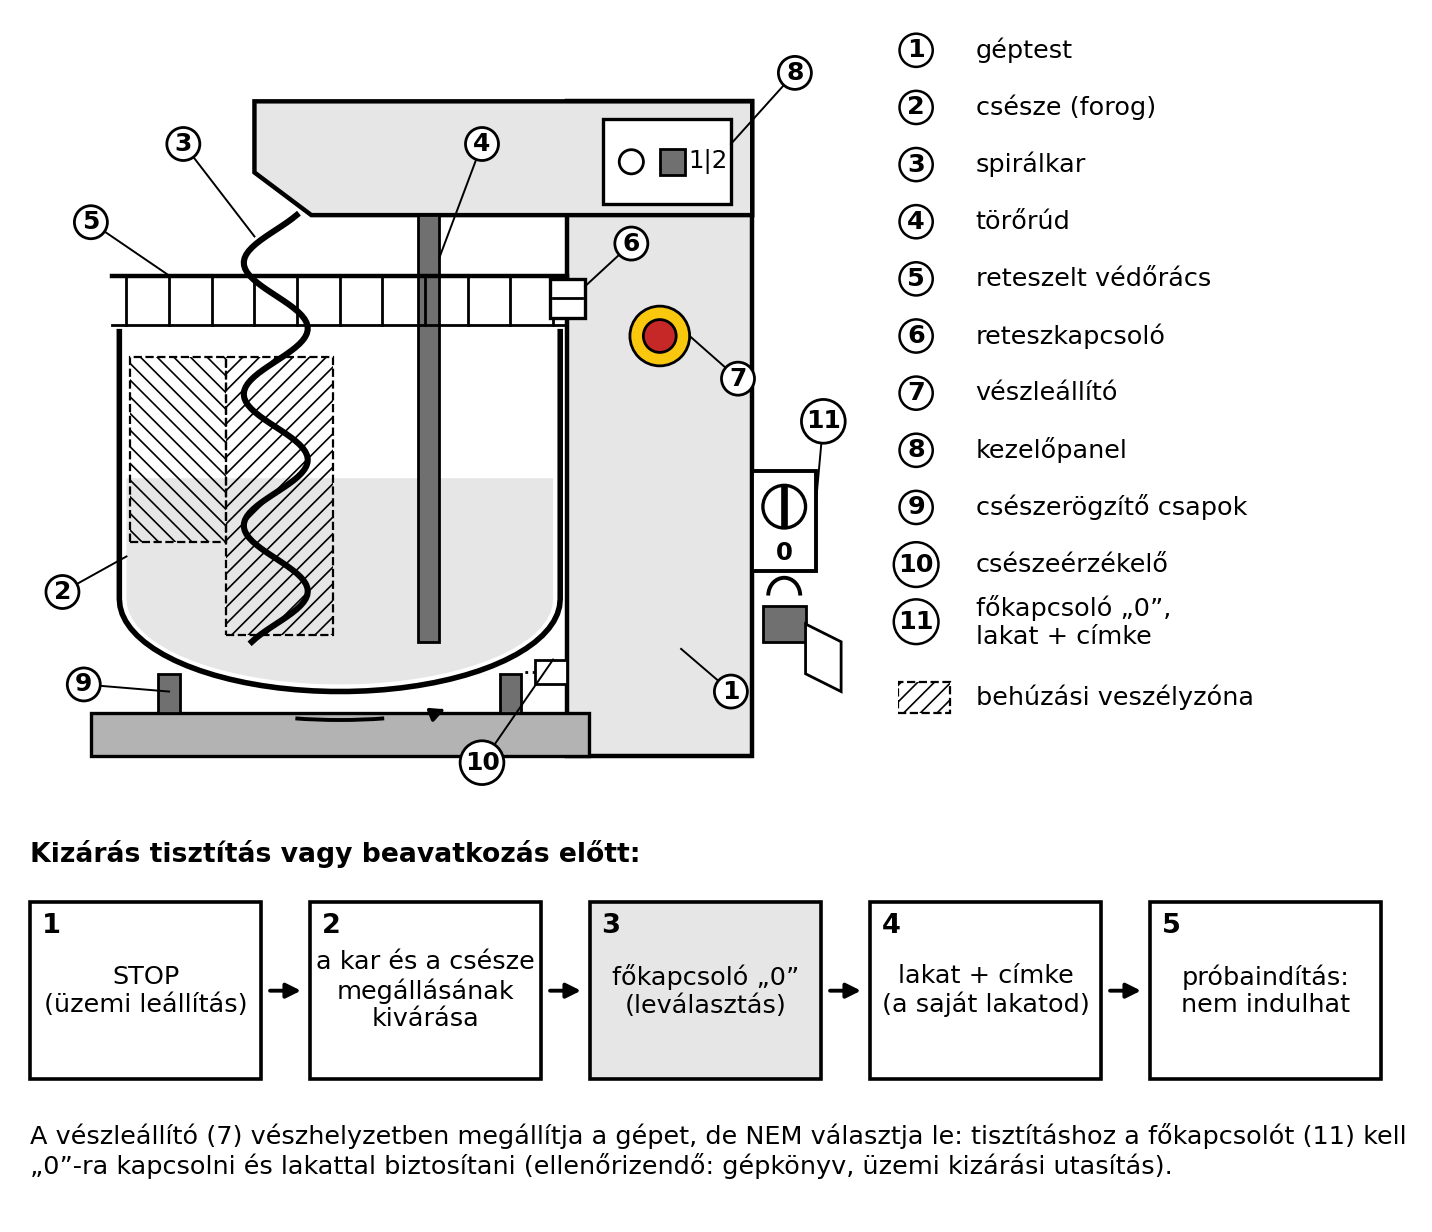 8
3
4
1|2
5
6
7
11
0
2
9
1
10
1 géptest
2 csésze (forog)
3 spirálkar
4 törőrúd
5 reteszelt védőrács
6 reteszkapcsoló
7 vészleállító
8 kezelőpanel
9 csészerögzítő csapok
10 csészeérzékelő
11 főkapcsoló „0”,
lakat + címke
behúzási veszélyzóna
Kizárás tisztítás vagy beavatkozás előtt:
1
STOP
(üzemi leállítás)
2
a kar és a csésze
megállásának
kivárása
3
főkapcsoló „0”
(leválasztás)
4
lakat + címke
(a saját lakatod)
5
próbaindítás:
nem indulhat
A vészleállító (7) vészhelyzetben megállítja a gépet, de NEM választja le: tisztításhoz a főkapcsolót (11) kell
„0”-ra kapcsolni és lakattal biztosítani (ellenőrizendő: gépkönyv, üzemi kizárási utasítás).